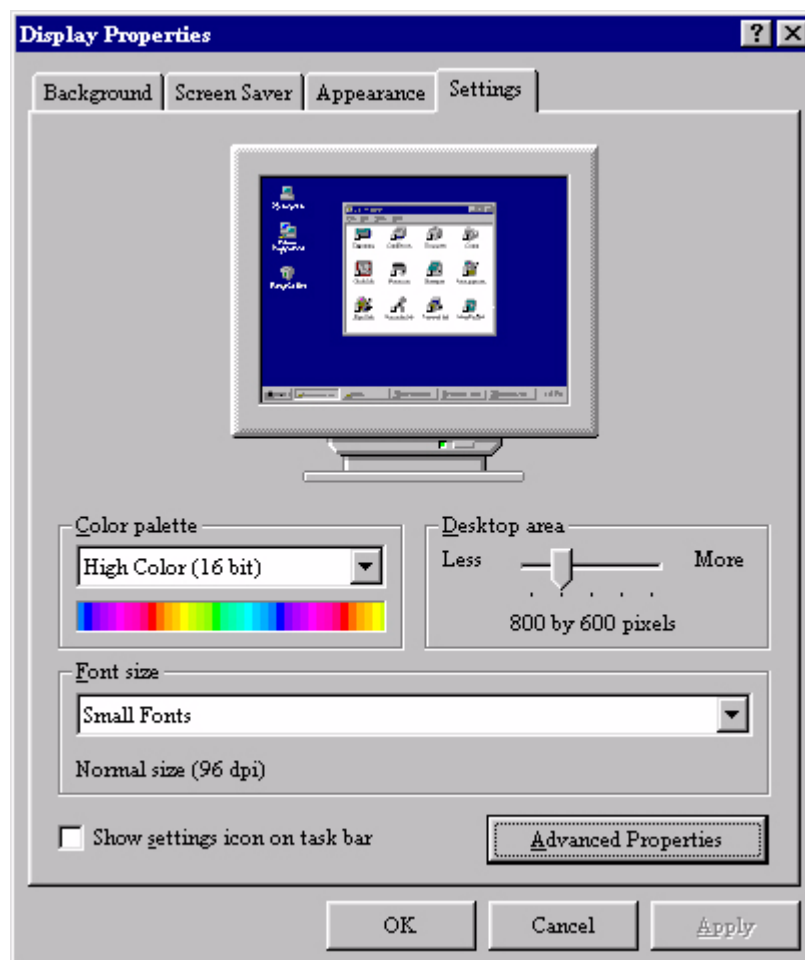 Display Properties
Background Screen Saver Appearance Settings
Color palette
High Color (16 bit)
Desktop area
Less More
800 by 600 pixels
Font size
Small Fonts
Normal size (96 dpi)
Show settings icon on task bar
Advanced Properties
OK Cancel Apply